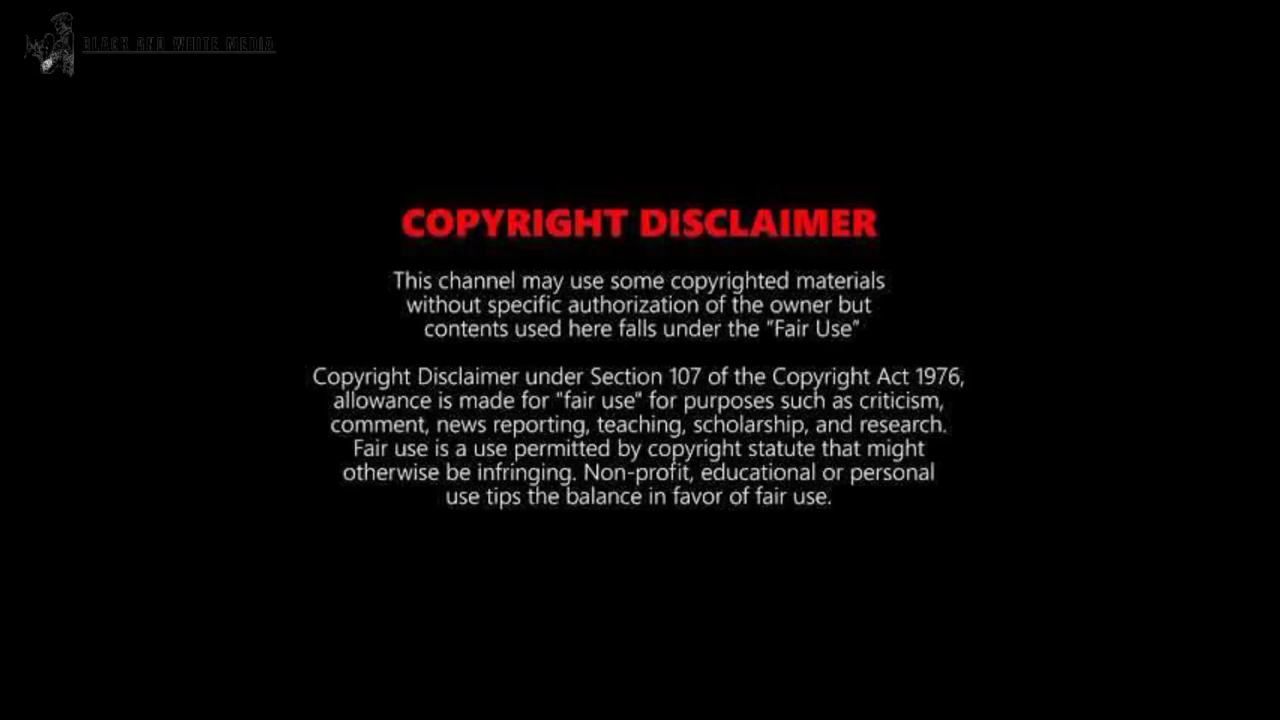 BLACK AND WHITE MEDIA
COPYRIGHT DISCLAIMER
This channel may use some copyrighted materials
without specific authorization of the owner but
contents used here falls under the "Fair Use"
Copyright Disclaimer under Section 107 of the Copyright Act 1976,
allowance is made for "fair use" for purposes such as criticism,
comment, news reporting, teaching, scholarship, and research.
Fair use is a use permitted by copyright statute that might
otherwise be infringing. Non-profit, educational or personal
use tips the balance in favor of fair use.